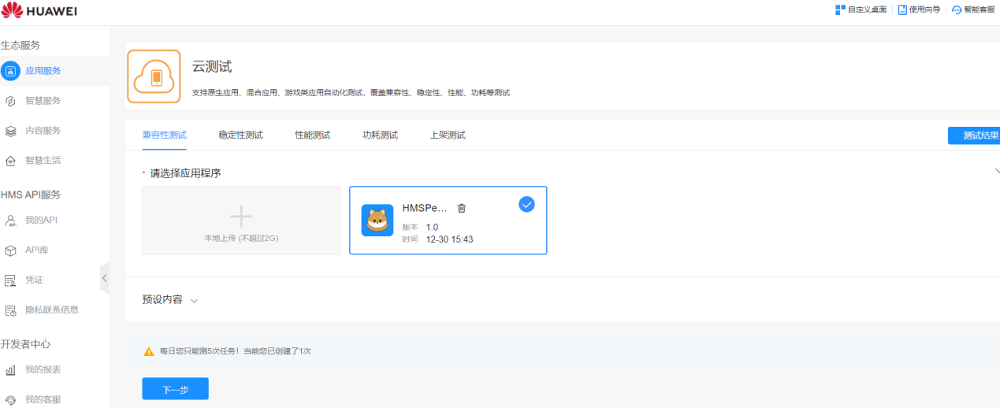 HUAWEI
自定义桌面
使用向导
智能客服
生态服务
应用服务
智慧服务
内容服务
智慧生活
HMS API服务
我的API
API库
凭证
隐私联系信息
开发者中心
我的报表
我的客服
云测试
支持原生应用、混合应用、游戏类应用自动化测试，覆盖兼容性、稳定性、性能、功耗等测试
兼容性测试
稳定性测试
性能测试
功耗测试
上架测试
测试结果
* 请选择应用程序
本地上传 (不超过2G)
HMSPe...
版本 1.0
时间 12-30 15:43
预设内容
每日您只能测5次任务！当前您已创建了1次
下一步